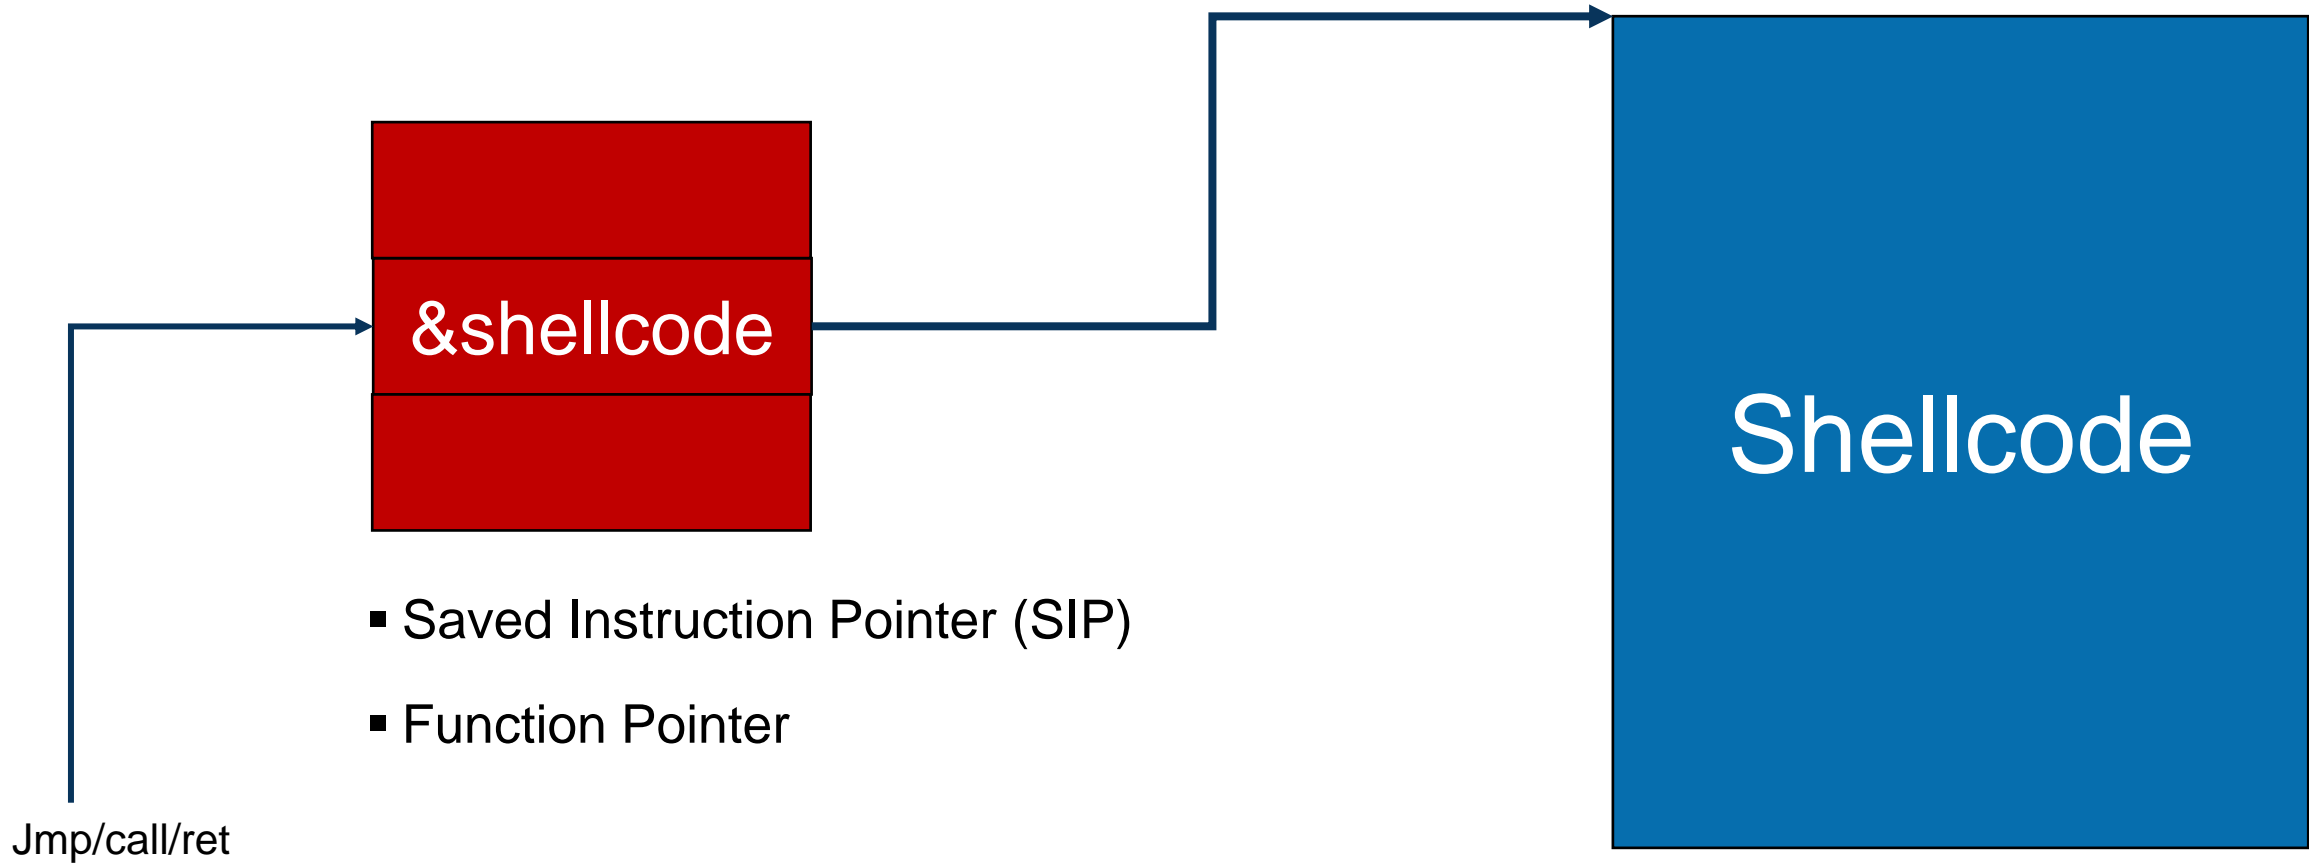 &shellcode
Shellcode
▪ Saved Instruction Pointer (SIP)
▪ Function Pointer
Jmp/call/ret